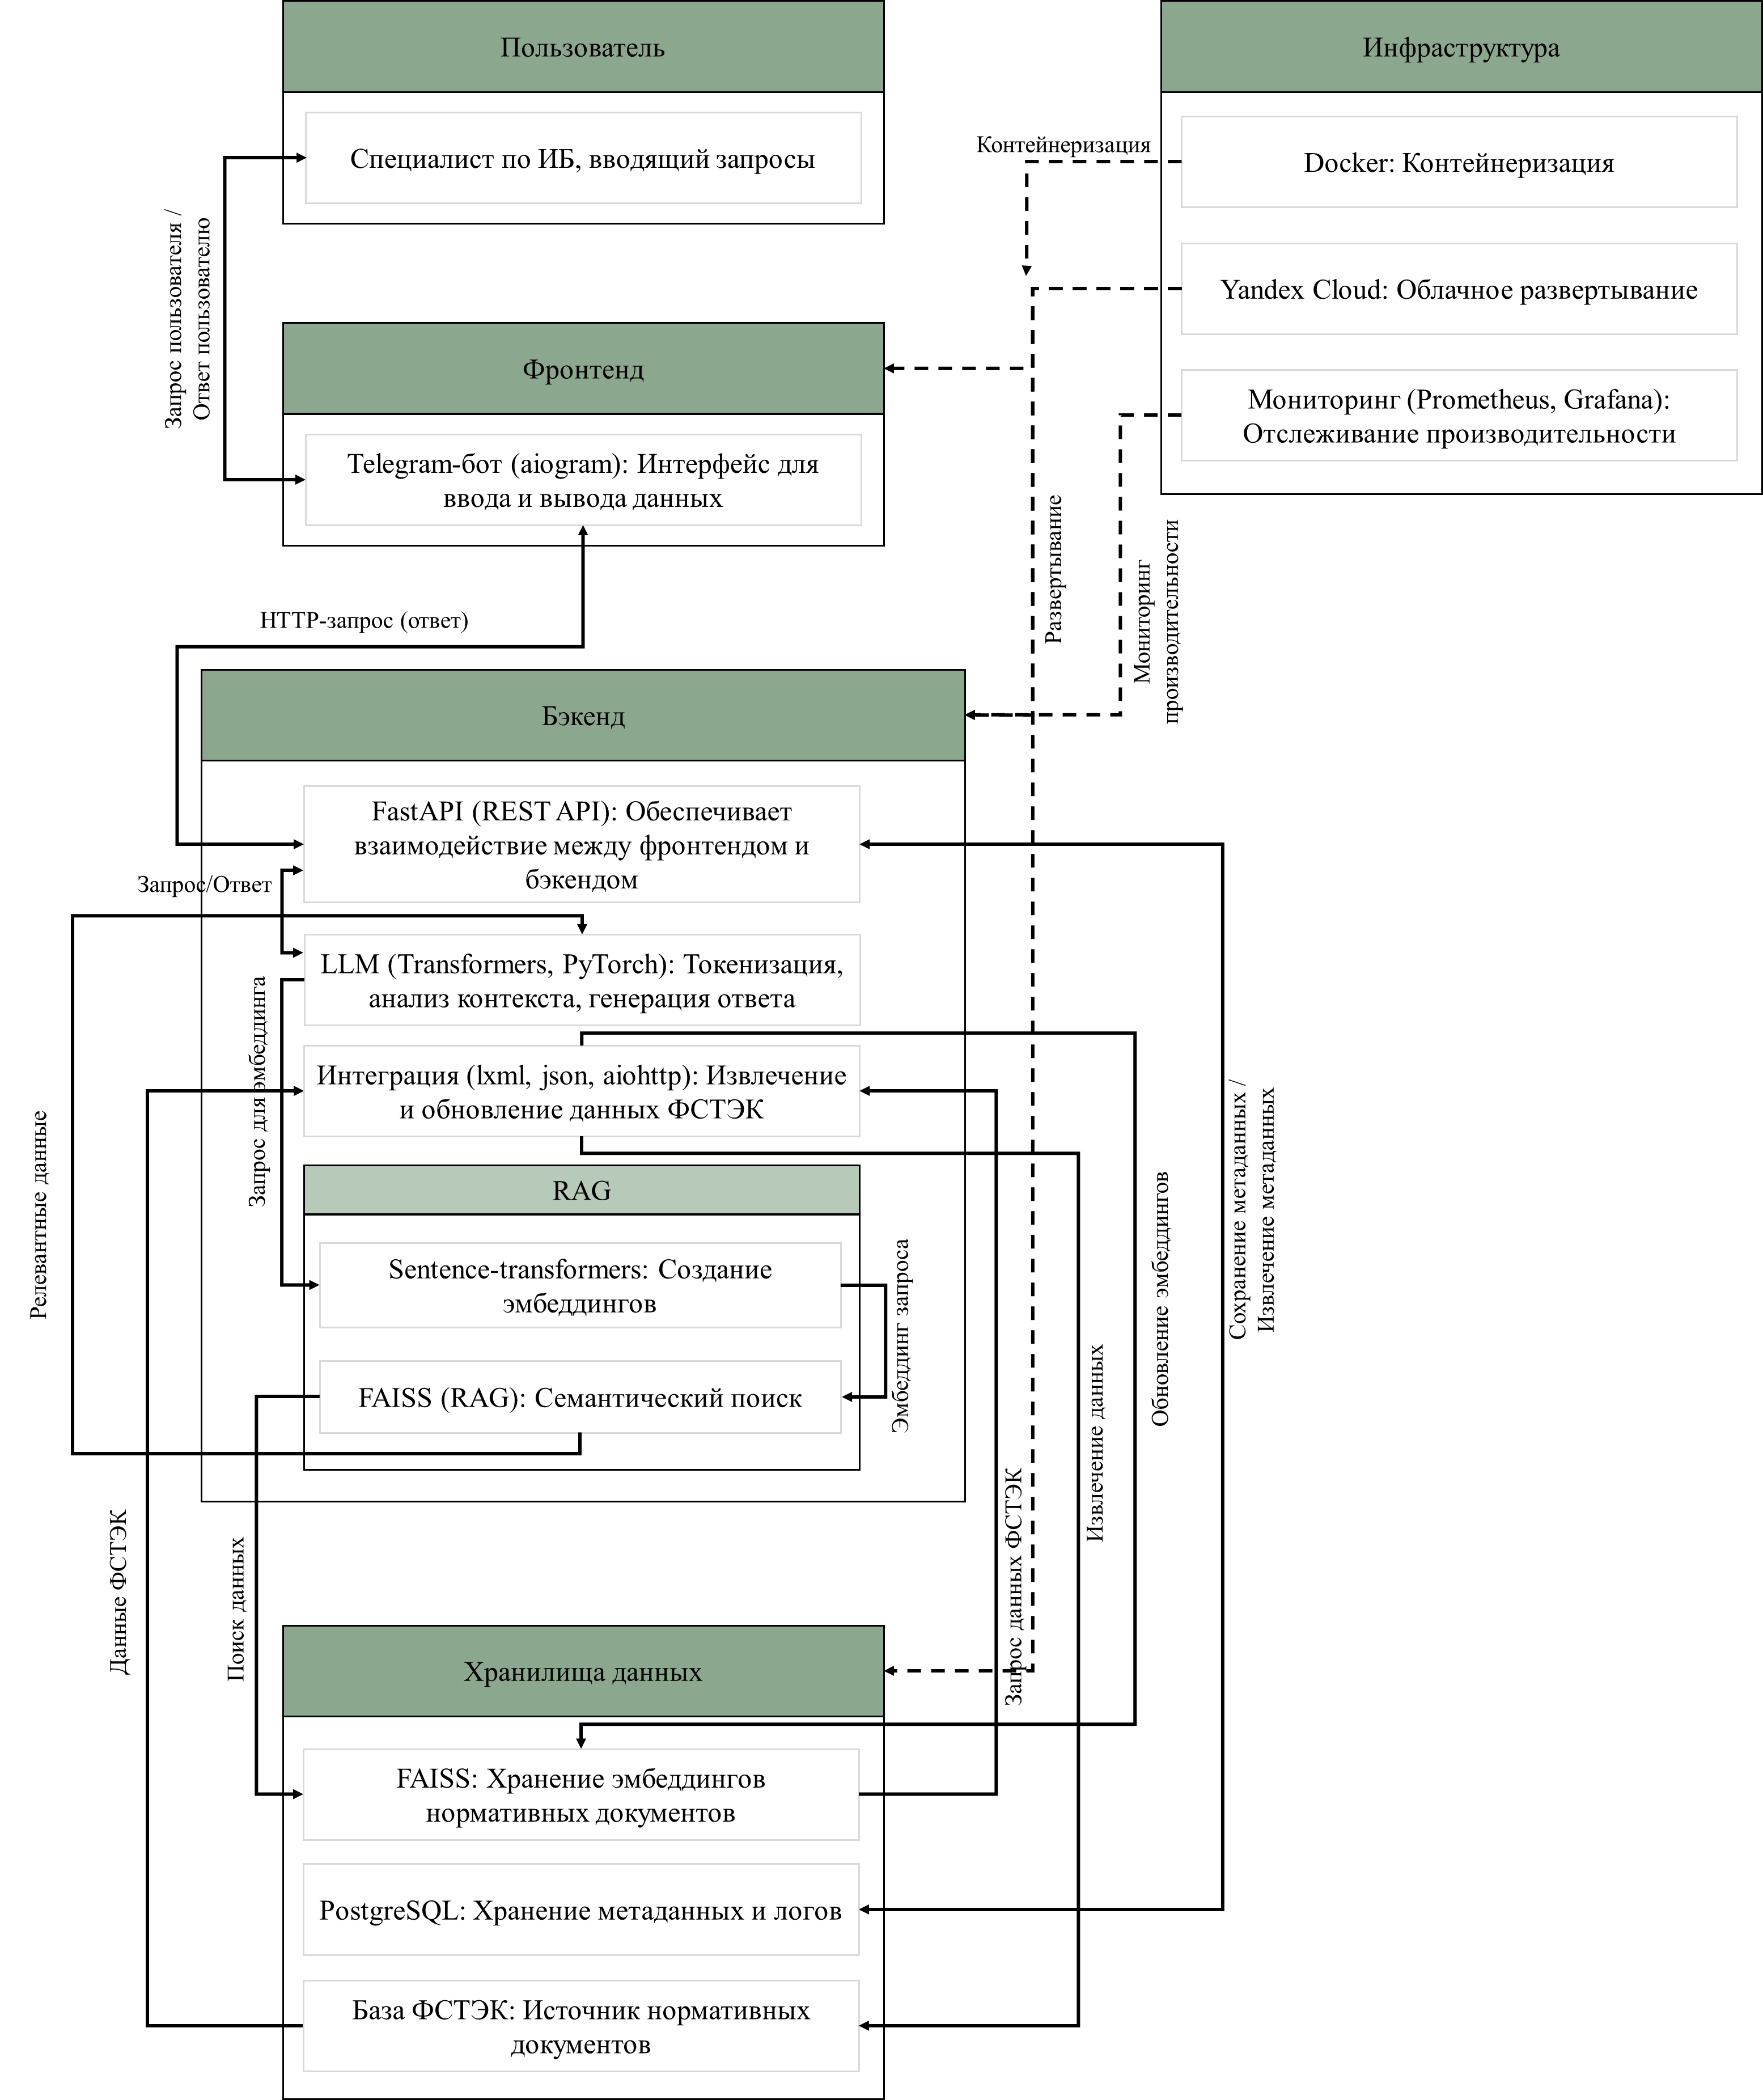 Пользователь
Специалист по ИБ, вводящий запросы
Инфраструктура
Docker: Контейнеризация
Yandex Cloud: Облачное развертывание
Мониторинг (Prometheus, Grafana):
Отслеживание производительности
Контейнеризация
Запрос пользователя /
Ответ пользователю
Фронтенд
Telegram-бот (aiogram): Интерфейс для
ввода и вывода данных
Развертывание
Мониторинг
производительности
HTTP-запрос (ответ)
Бэкенд
FastAPI (REST API): Обеспечивает
взаимодействие между фронтендом и
бэкендом
Запрос/Ответ
LLM (Transformers, PyTorch): Токенизация,
анализ контекста, генерация ответа
Запрос для эмбеддинга
Интеграция (lxml, json, aiohttp): Извлечение
и обновление данных ФСТЭК
Релевантные данные
RAG
Sentence-transformers: Создание
эмбеддингов
Эмбеддинг запроса
FAISS (RAG): Семантический поиск
Обновление эмбеддингов
Сохранение метаданных /
Извлечение метаданных
Извлечение данных
Запрос данных ФСТЭК
Данные ФСТЭК
Поиск данных
Хранилища данных
FAISS: Хранение эмбеддингов
нормативных документов
PostgreSQL: Хранение метаданных и логов
База ФСТЭК: Источник нормативных
документов